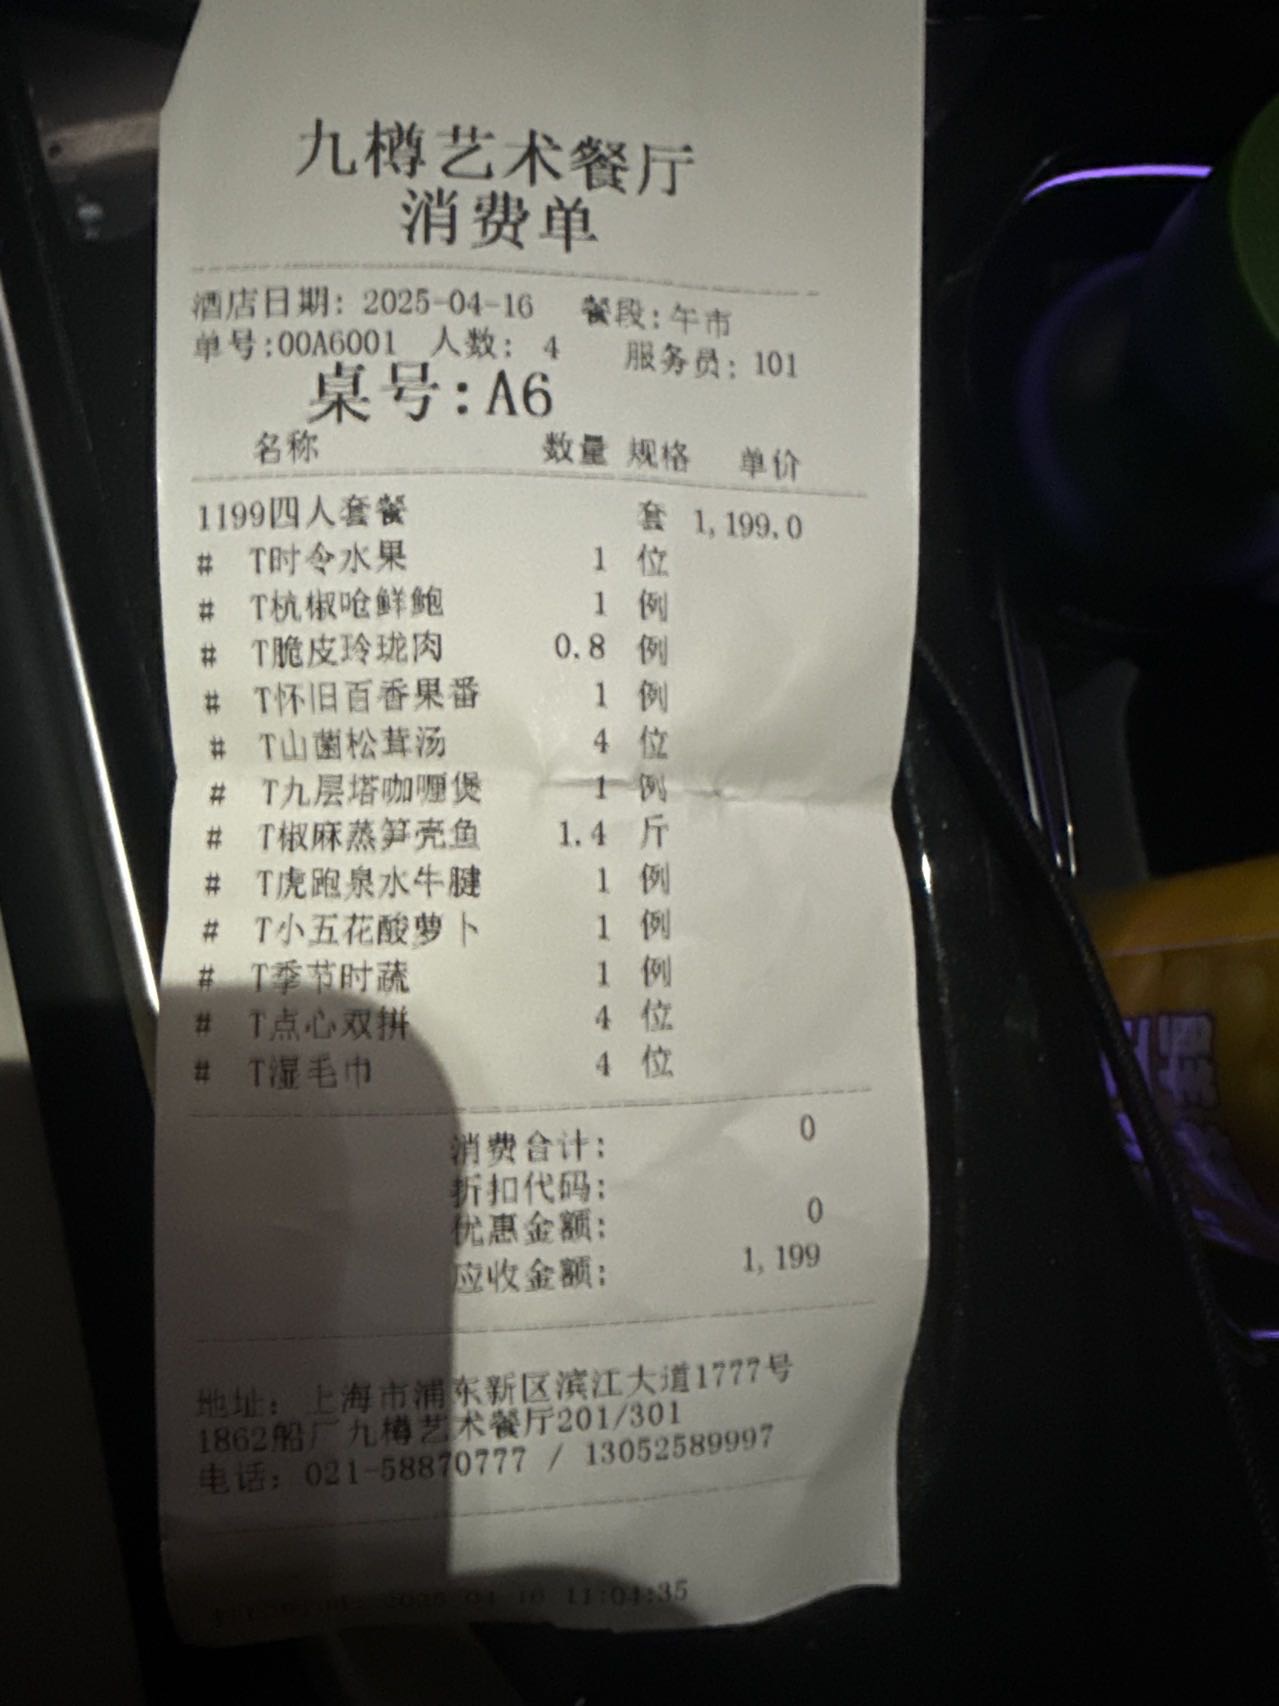 九樽艺术餐厅
消费单
酒店日期: 2025-04-16 餐段:午市
单号:00A6001 人数: 4 服务员: 101
桌号:A6
名称 数量 规格 单价
1199四人套餐 套 1,199.0
# T时令水果 1 位
# T杭椒呛鲜鲍 1 例
# T脆皮玲珑肉 0.8 例
# T怀旧百香果番 1 例
# T山菌松茸汤 4 位
# T九层塔咖喱煲 1 例
# T椒麻蒸笋壳鱼 1.4 斤
# T虎跑泉水牛腱 1 例
# T小五花酸萝卜 1 例
# T季节时蔬 1 例
# T点心双拼 4 位
# T湿毛巾 4 位
消费合计: 0
折扣代码:
优惠金额: 0
应收金额: 1,199
地址: 上海市浦东新区滨江大道1777号
1862船厂九樽艺术餐厅201/301
电话: 021-58870777 / 13052589997
2025-04-16 11:04:35